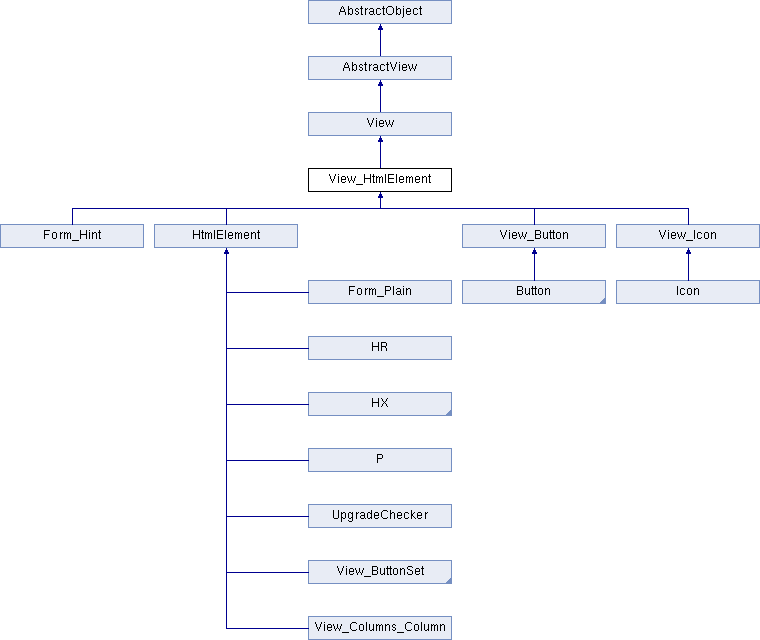 AbstractObject
AbstractView
View
View_HtmlElement
Form_Hint
HtmlElement
View_Button
View_Icon
Form_Plain
Button
Icon
HR
HX
P
UpgradeChecker
View_ButtonSet
View_Columns_Column